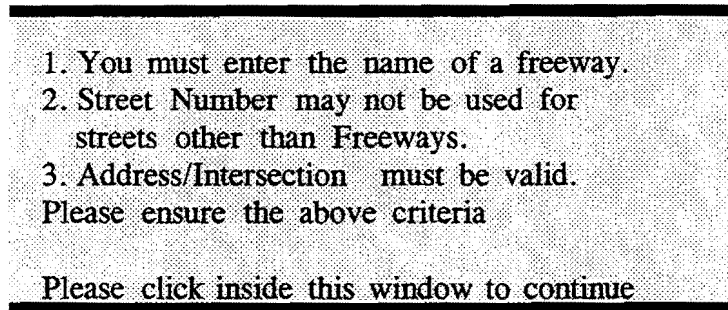 1. You must enter the name of a freeway.
2. Street Number may not be used for
streets other than Freeways.
3. Address/Intersection must be valid.
Please ensure the above criteria
Please click inside this window to continue